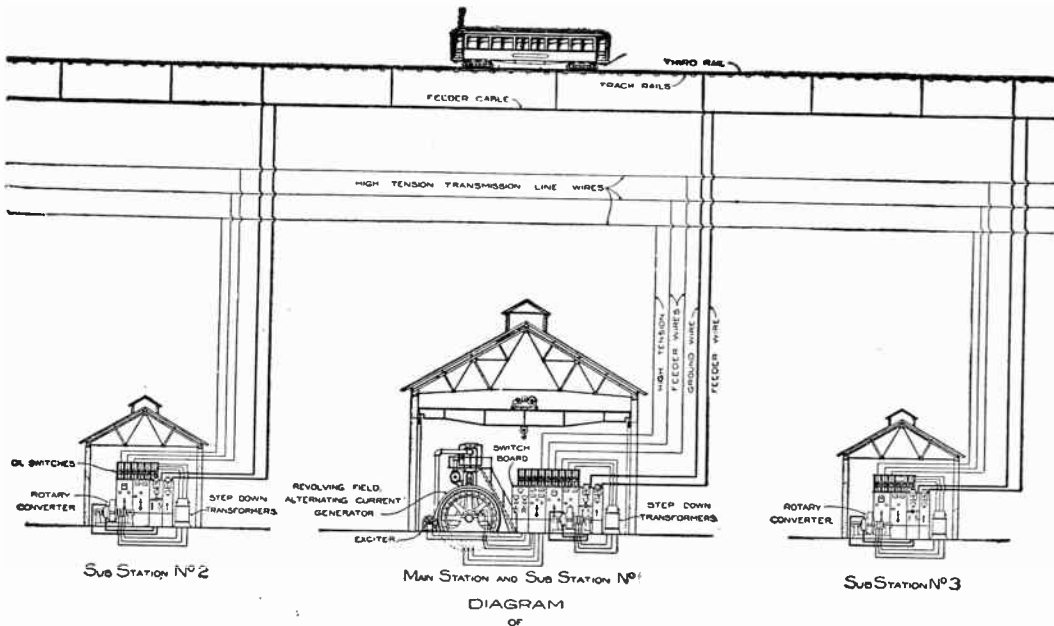 THIRD RAIL
TRACK RAILS
FEEDER CABLE
HIGH TENSION TRANSMISSION LINE WIRES
HIGH TENSION
FEEDER WIRES
GROUND WIRE
FEEDER WIRE
OIL SWITCHES
ROTARY
CONVERTER
STEP DOWN
TRANSFORMERS
SUB STATION Nº 2
SWITCH
BOARD
REVOLVING FIELD,
ALTERNATING CURRENT
GENERATOR
EXCITER
STEP DOWN
TRANSFORMERS
MAIN STATION AND SUB STATION Nº
ROTARY
CONVERTER
SUB STATION Nº 3
DIAGRAM
OF